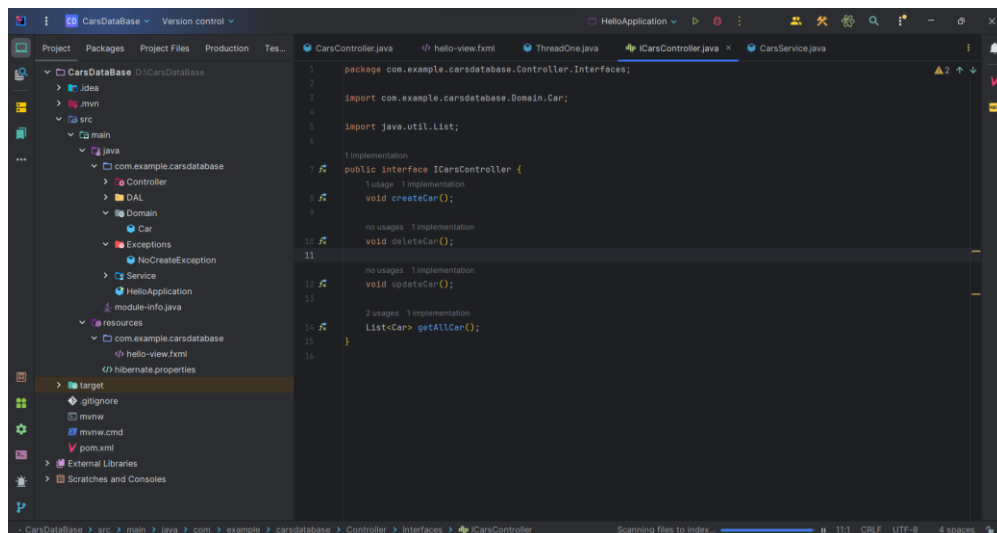 CD CarsDataBase Version control HelloApplication
Project Packages Project Files Production Tes... CarsController.java hello-view.fxml ThreadOne.java ICarsController.java CarsService.java
CarsDataBase D:\CarsDataBase
.idea
.mvn
src
main
java
com.example.carsdatabase
Controller
DAL
Domain
Car
Exceptions
NoCreateException
Service
HelloApplication
module-info.java
resources
com.example.carsdatabase
hello-view.fxml
hibernate.properties
target
.gitignore
mvnw
mvnw.cmd
pom.xml
External Libraries
Scratches and Consoles
1 package com.example.carsdatabase.Controller.Interfaces;
2
3 import com.example.carsdatabase.Domain.Car;
4
5 import java.util.List;
6
1 implementation
7 public interface ICarsController {
1 usage 1 implementation
8 void createCar();
9
no usages 1 implementation
10 void deleteCar();
11
no usages 1 implementation
12 void updateCar();
13
2 usages 1 implementation
14 List<Car> getAllCar();
15 }
16
2
CarsDataBase > src > main > java > com > example > carsdatabase > Controller > Interfaces > ICarsController Scanning files to index... 11:1 CRLF UTF-8 4 spaces